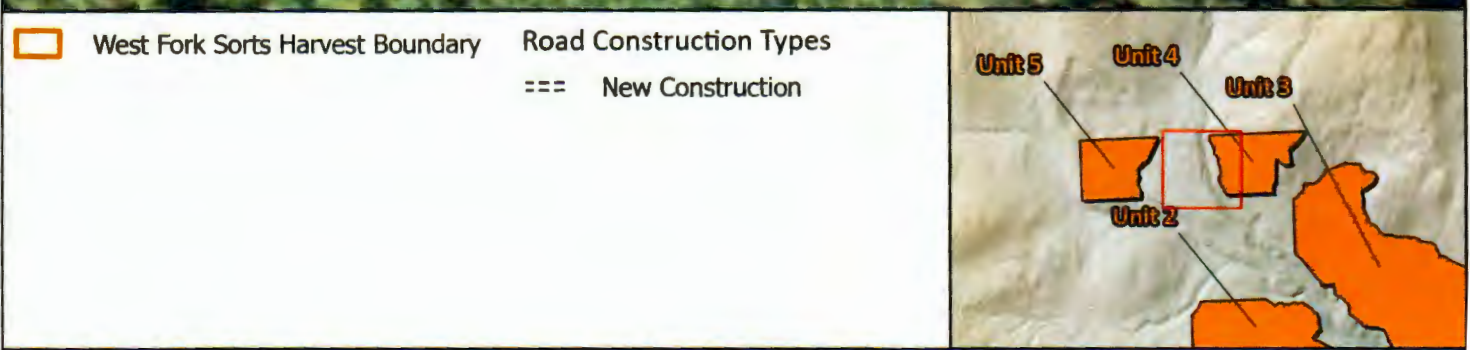 West Fork Sorts Harvest Boundary
Road Construction Types
New Construction
Unit 5
Unit 4
Unit 3
Unit 2